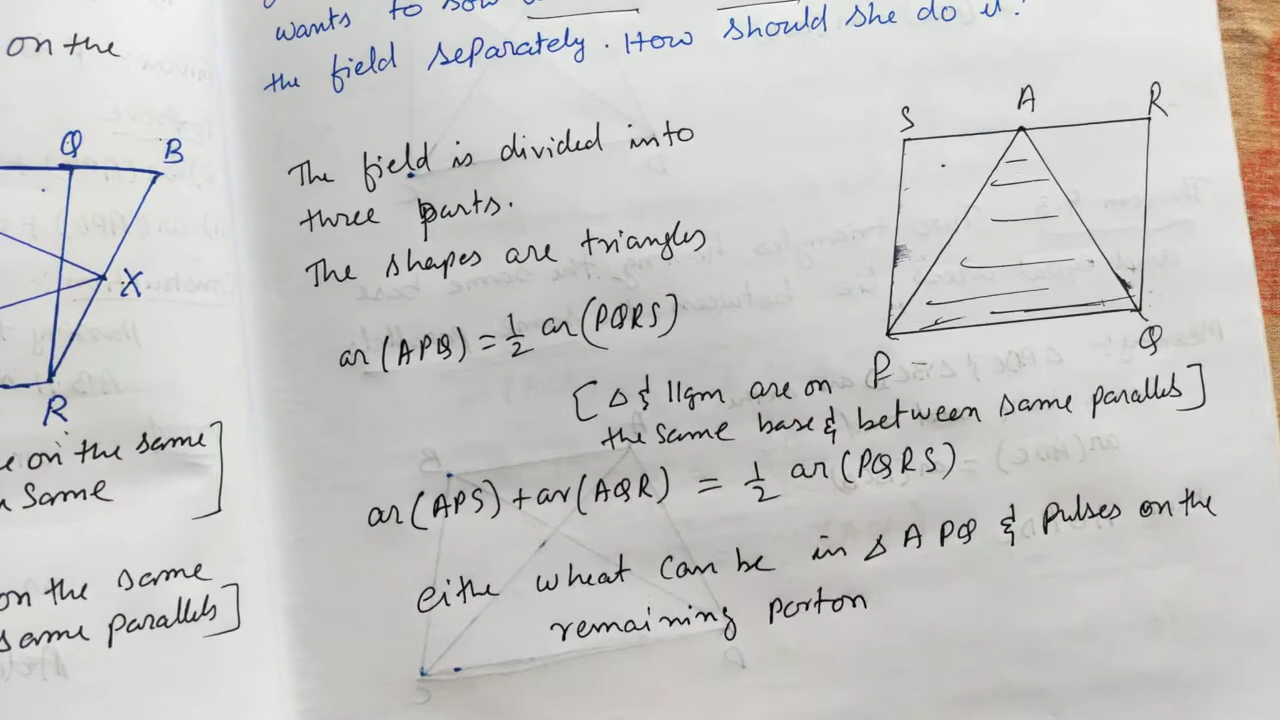 on the
Q B
X
R
e on the same]
n same
on the same
same parallels]
wants to sow
the field separately. How should she do it?
S A R
The field is divided into
three parts.
The shapes are triangles
ar(APQ) = 1/2 ar(PQRS)
P Q
[Δ & llgm are on
the same base & between same parallels]
ar(APS) + ar(AQR) = 1/2 ar(PQRS)
eithe wheat can be in Δ APQ & Pulses on the
remaining porton